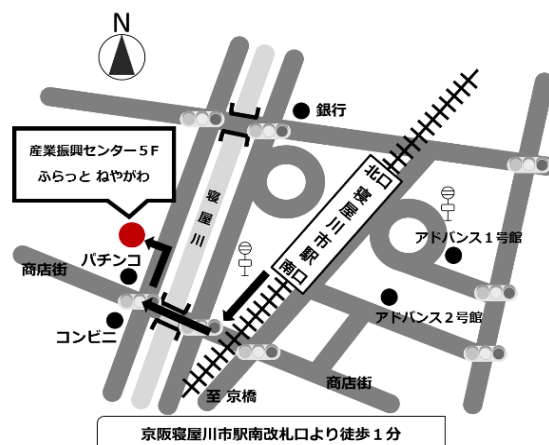 N
銀行
産業振興センター5F
ふらっと ねやがわ
北口
寝屋川市駅
南口
寝屋川
アドバンス1号館
パチンコ
商店街
アドバンス2号館
コンビニ
商店街
至 京橋
京阪寝屋川市駅南改札口より徒歩1分